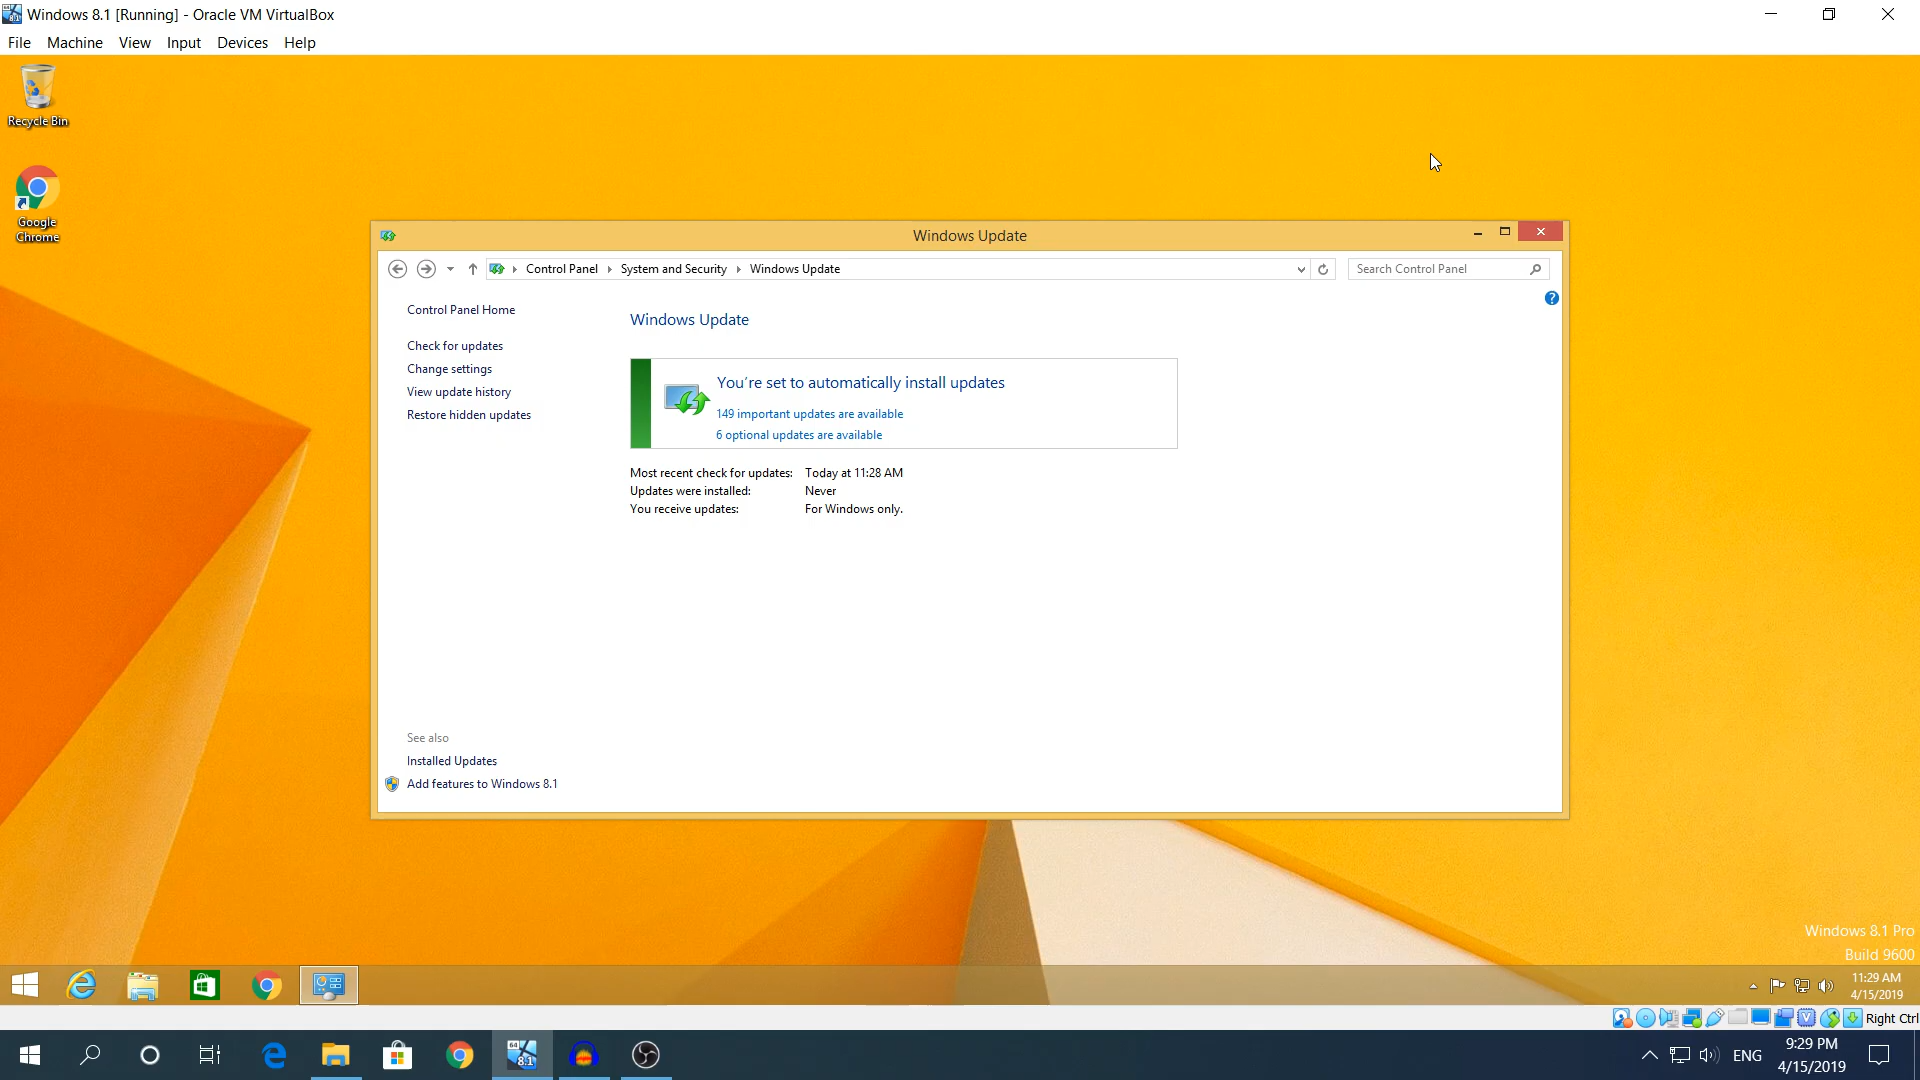 Windows 8.1 [Running] - Oracle VM VirtualBox
File Machine View Input Devices Help
Recycle Bin
Google
Chrome
Windows Update
Control Panel System and Security Windows Update
Search Control Panel
Control Panel Home
Check for updates
Change settings
View update history
Restore hidden updates
Windows Update
You're set to automatically install updates
149 important updates are available
6 optional updates are available
Most recent check for updates: Today at 11:28 AM
Updates were installed: Never
You receive updates: For Windows only.
See also
Installed Updates
Add features to Windows 8.1
Windows 8.1 Pro
Build 9600
11:29 AM
4/15/2019
Right Ctrl
64
8.1
ENG
9:29 PM
4/15/2019